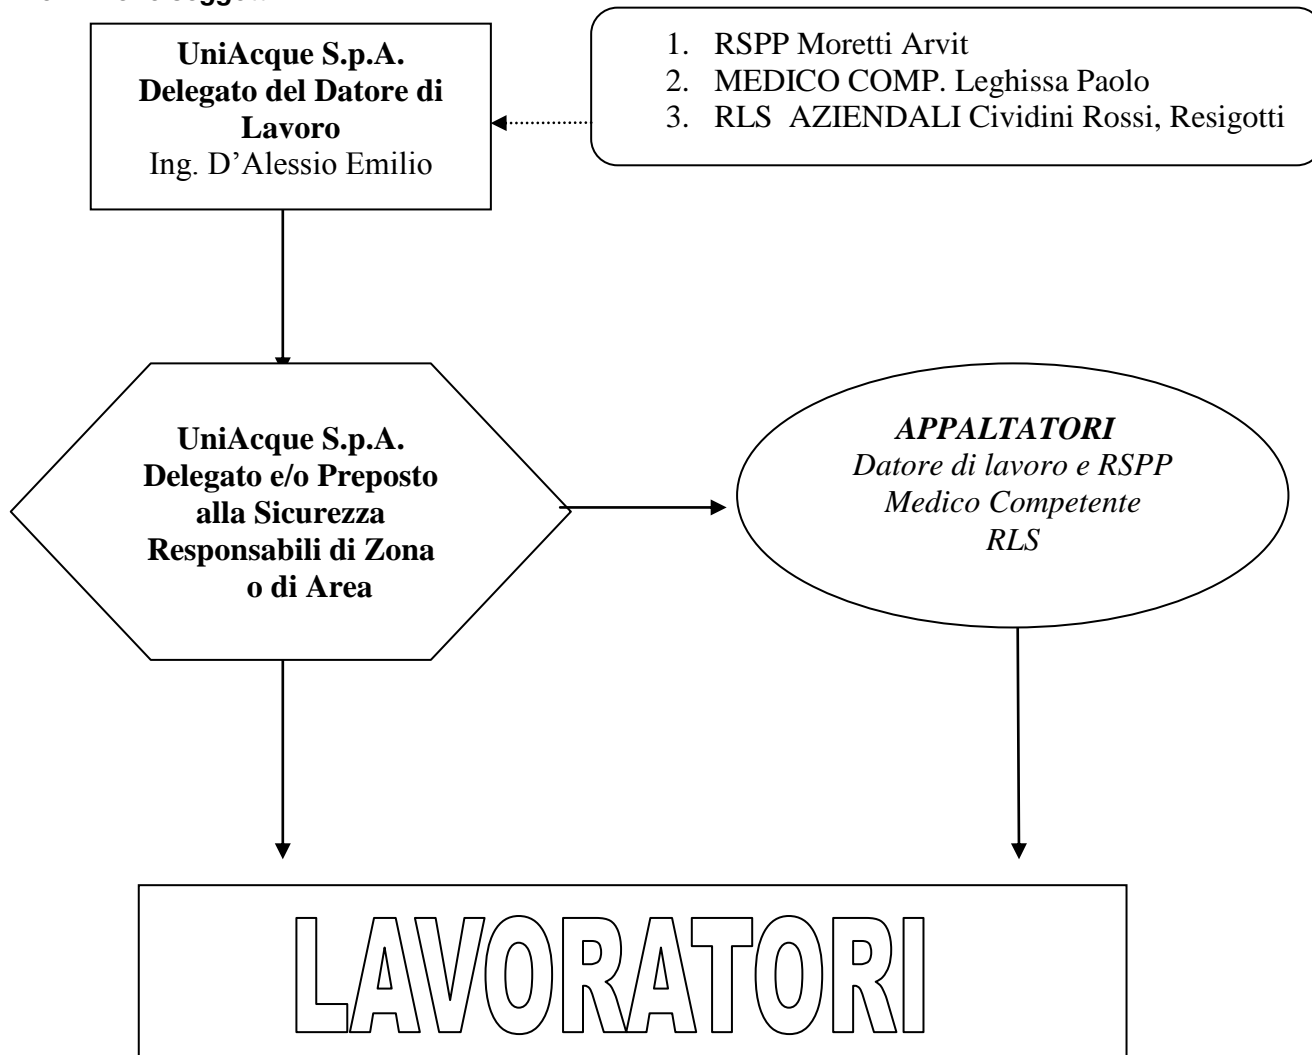 UniAcque S.p.A.
Delegato del Datore di
Lavoro
Ing. D'Alessio Emilio
1. RSPP Moretti Arvit
2. MEDICO COMP. Leghissa Paolo
3. RLS AZIENDALI Cividini Rossi, Resigotti
UniAcque S.p.A.
Delegato e/o Preposto
alla Sicurezza
Responsabili di Zona
o di Area
APPALTATORI
Datore di lavoro e RSPP
Medico Competente
RLS
LAVORATORI